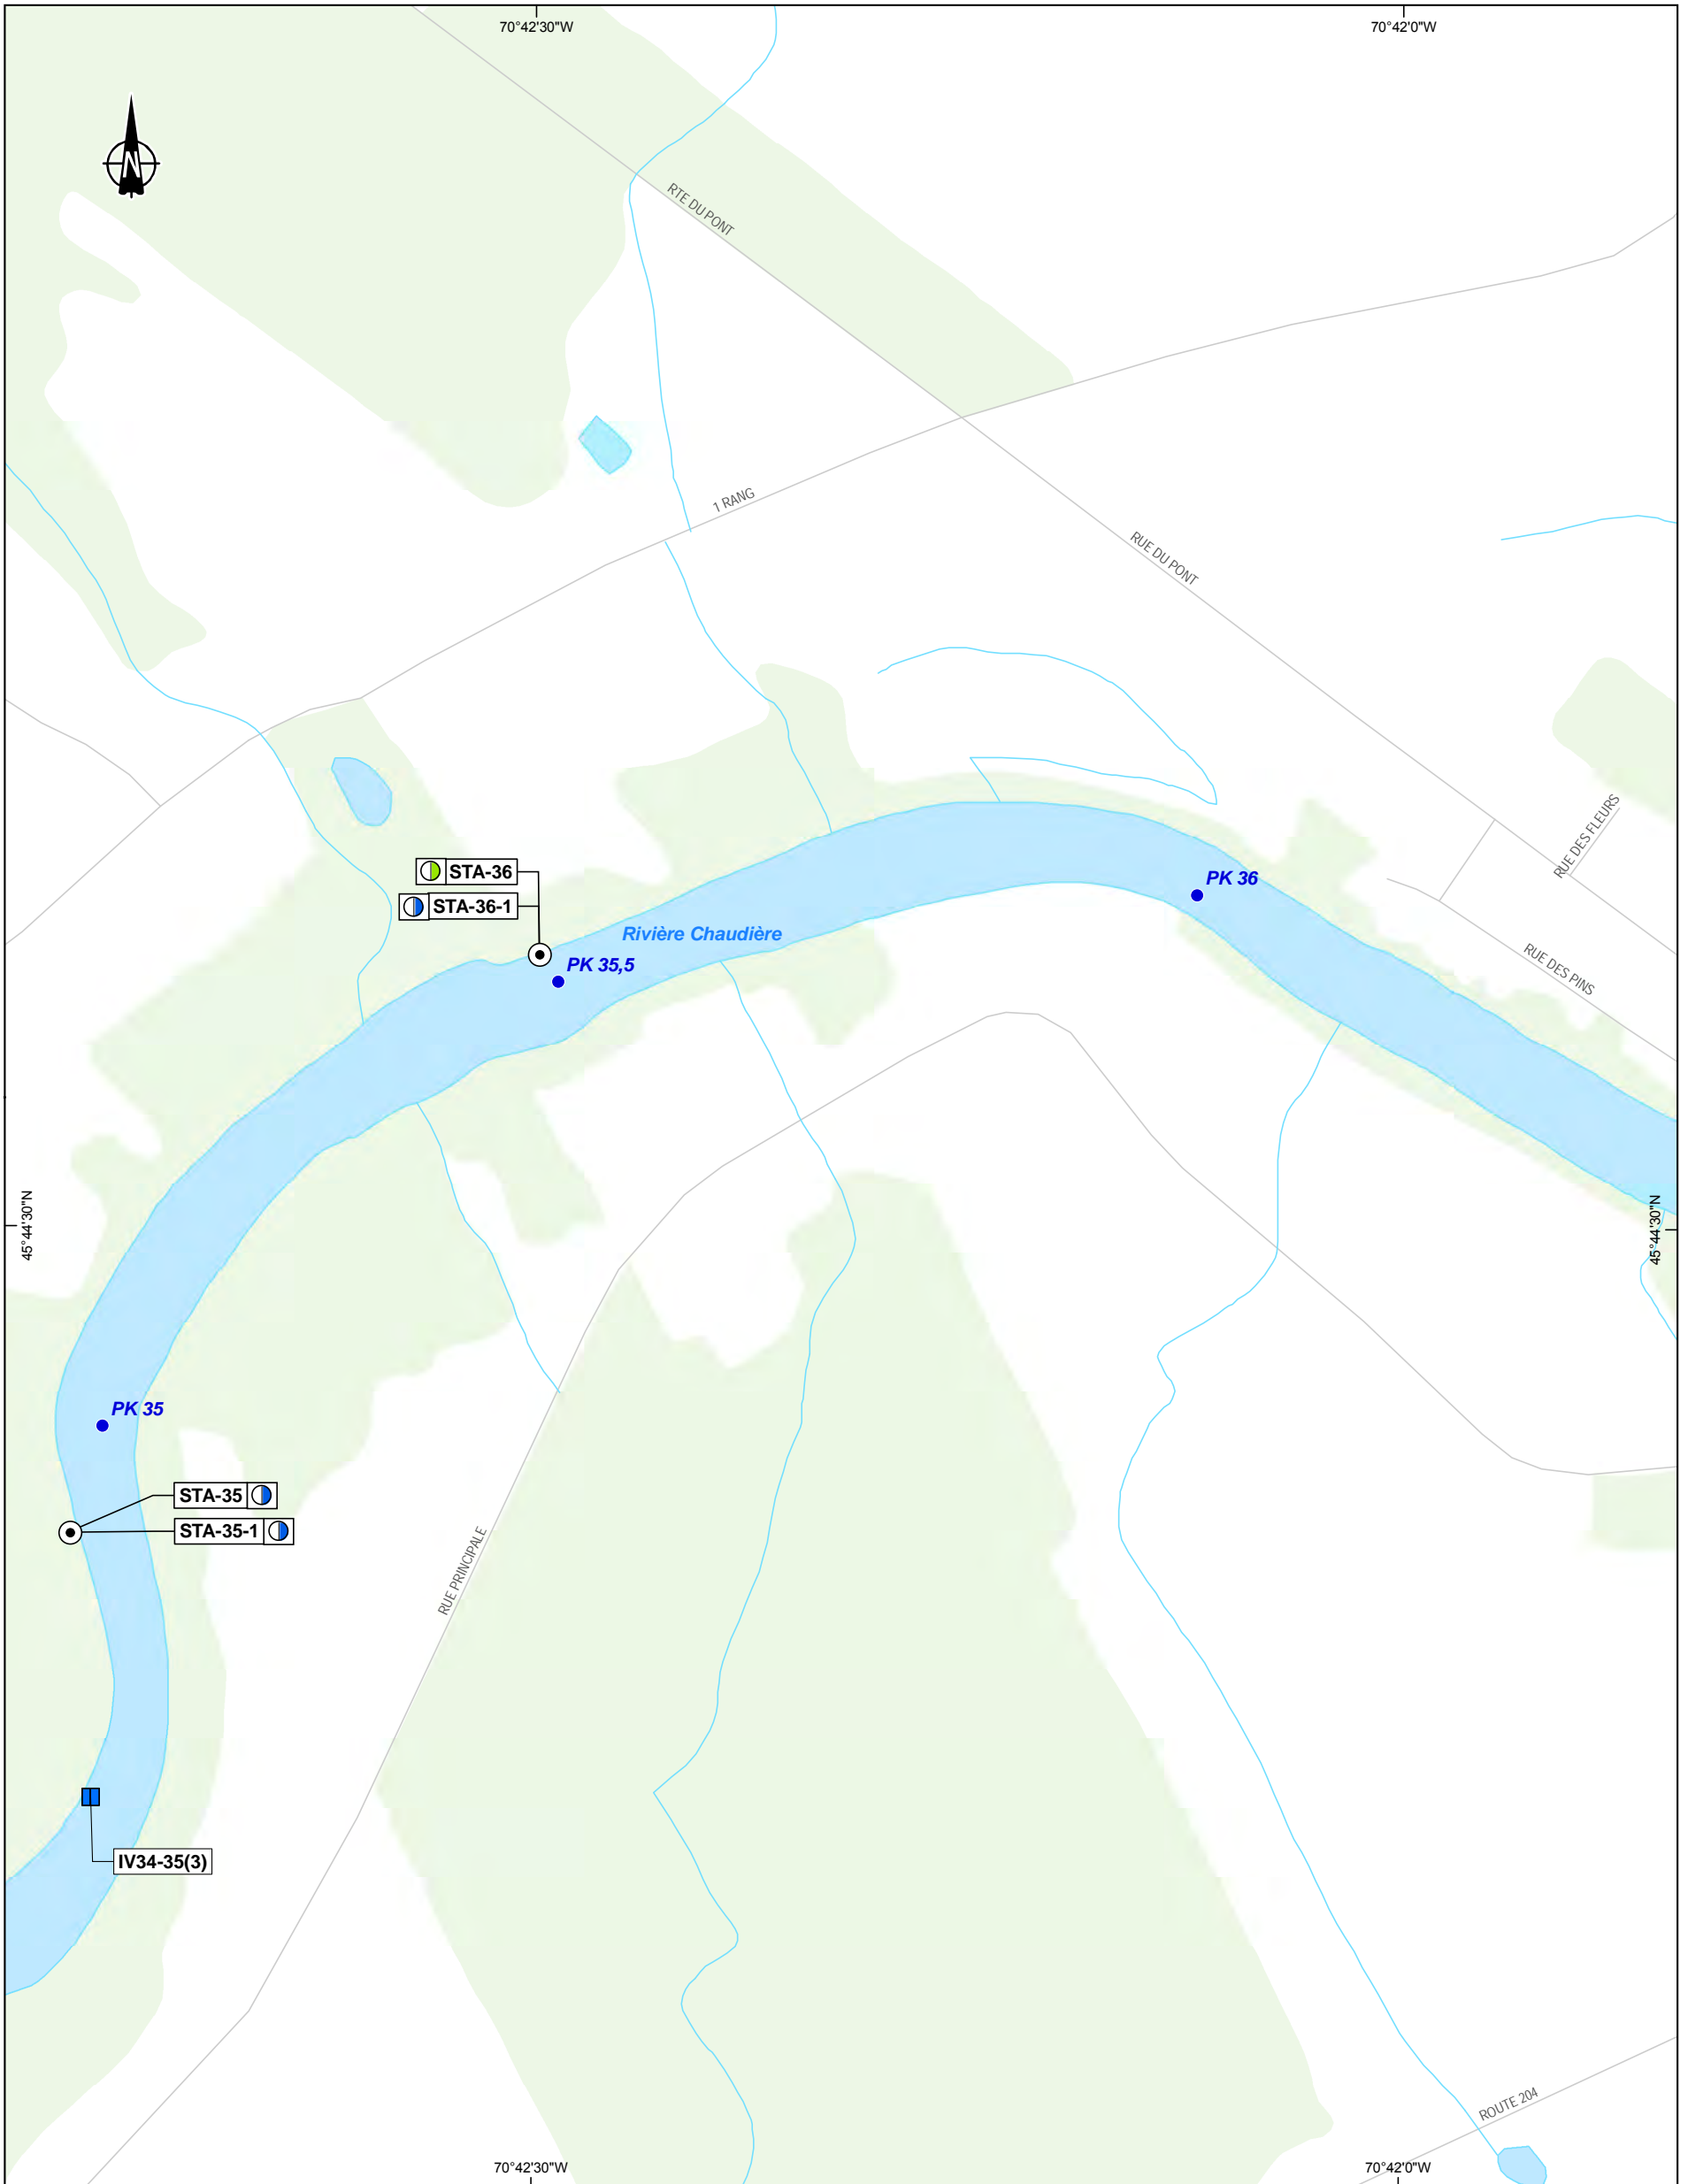 70°42'30"W
70°42'0"W
N
RTE DU PONT
1 RANG
RUE DU PONT
RUE DES FLEURS
STA-36
PK 36
STA-36-1
Rivière Chaudière
PK 35,5
RUE DES PINS
45°44'30"N
45°44'30"N
PK 35
STA-35
STA-35-1
RUE PRINCIPALE
IV34-35(3)
ROUTE 204
70°42'30"W
70°42'0"W